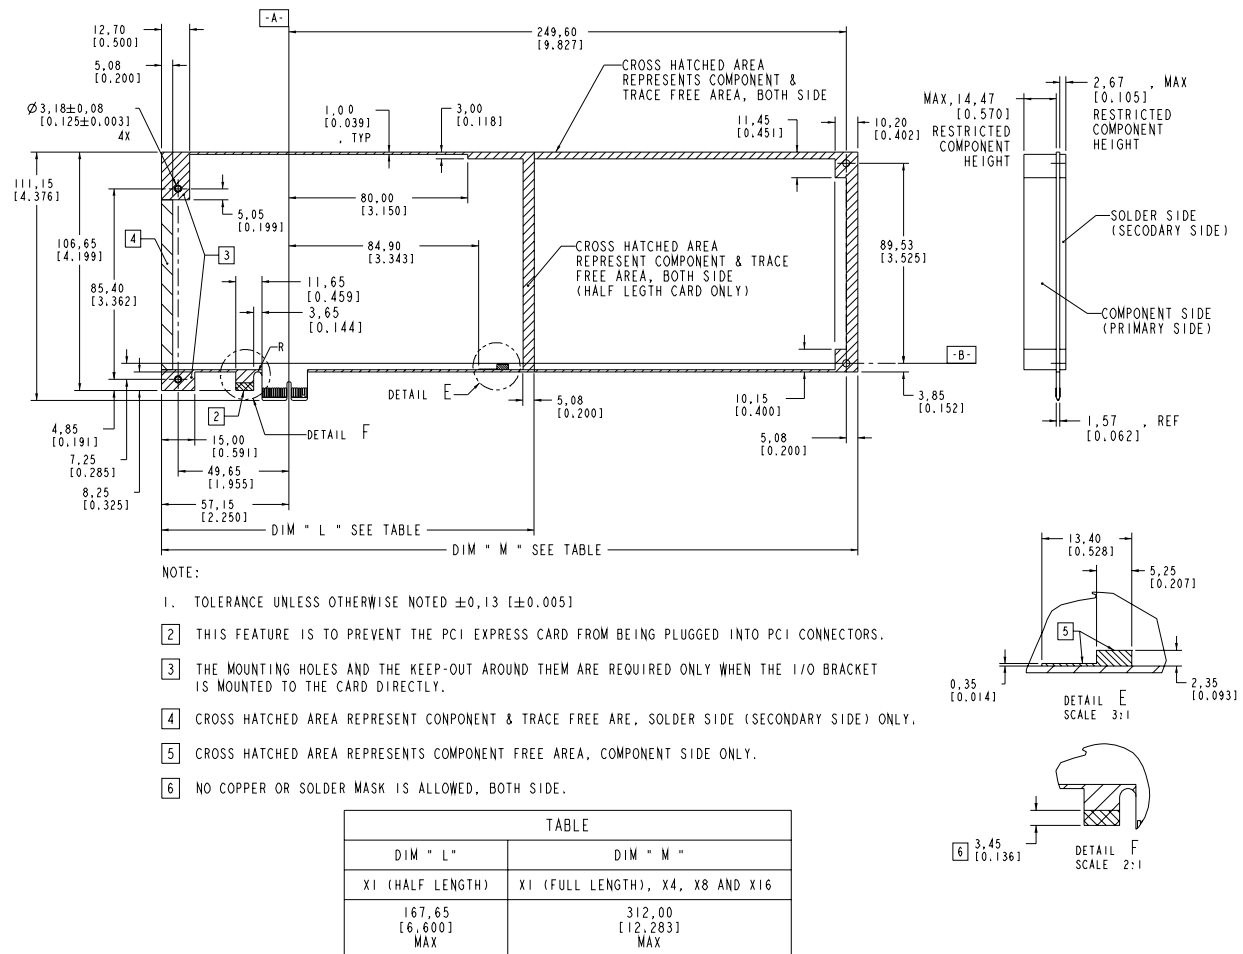 -A-
12,70
[0.500]
249,60
[9.827]
5,08
[0.200]
CROSS HATCHED AREA
REPRESENTS COMPONENT &
TRACE FREE AREA, BOTH SIDE
Ø3,18±0,08
[0.125±0.003]
4X
1,00
[0.039]
, TYP
3,00
[0.118]
11,45
[0.451]
10,20
[0.402]
MAX,14,47
[0.570]
RESTRICTED
COMPONENT
HEIGHT
2,67 , MAX
[0.105]
RESTRICTED
COMPONENT
HEIGHT
111,15
[4.376]
106,65
[4.199]
85,40
[3.362]
4
3
5,05
[0.199]
80,00
[3.150]
84,90
[3.343]
CROSS HATCHED AREA
REPRESENT COMPONENT & TRACE
FREE AREA, BOTH SIDE
(HALF LEGTH CARD ONLY)
89,53
[3.525]
SOLDER SIDE
(SECODARY SIDE)
COMPONENT SIDE
(PRIMARY SIDE)
11,65
[0.459]
3,65
[0.144]
R
-B-
2
DETAIL F
DETAIL E
5,08
[0.200]
10,15
[0.400]
3,85
[0.152]
5,08
[0.200]
1,57 , REF
[0.062]
4,85
[0.191]
7,25
[0.285]
8,25
[0.325]
15,00
[0.591]
49,65
[1.955]
57,15
[2.250]
DIM " L " SEE TABLE
DIM " M " SEE TABLE
NOTE:
1. TOLERANCE UNLESS OTHERWISE NOTED ±0,13 [±0.005]
2 THIS FEATURE IS TO PREVENT THE PCI EXPRESS CARD FROM BEING PLUGGED INTO PCI CONNECTORS.
3 THE MOUNTING HOLES AND THE KEEP-OUT AROUND THEM ARE REQUIRED ONLY WHEN THE I/O BRACKET
IS MOUNTED TO THE CARD DIRECTLY.
4 CROSS HATCHED AREA REPRESENT CONPONENT & TRACE FREE ARE, SOLDER SIDE (SECONDARY SIDE) ONLY.
5 CROSS HATCHED AREA REPRESENTS COMPONENT FREE AREA, COMPONENT SIDE ONLY.
6 NO COPPER OR SOLDER MASK IS ALLOWED, BOTH SIDE.
13,40
[0.528]
5,25
[0.207]
5
0,35
[0.014]
2,35
[0.093]
DETAIL E
SCALE 3:1
6 3,45
[0.136]
DETAIL F
SCALE 2:1
TABLE
DIM " L" DIM " M "
X1 (HALF LENGTH) X1 (FULL LENGTH), X4, X8 AND X16
167,65 312,00
[6.600] [12.283]
MAX MAX